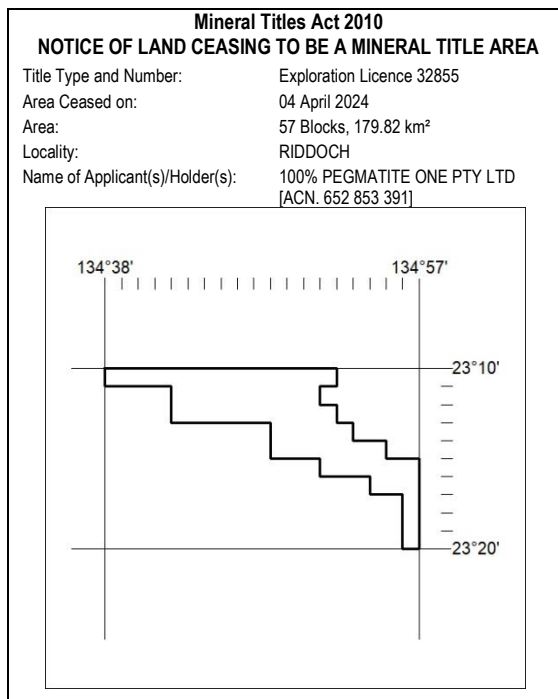 Mineral Titles Act 2010
NOTICE OF LAND CEASING TO BE A MINERAL TITLE AREA
Title Type and Number: Exploration Licence 32855
Area Ceased on: 04 April 2024
Area: 57 Blocks, 179.82 km²
Locality: RIDDOCH
Name of Applicant(s)/Holder(s): 100% PEGMATITE ONE PTY LTD
[ACN. 652 853 391]
134°38' 134°57'
23°10'
23°20'